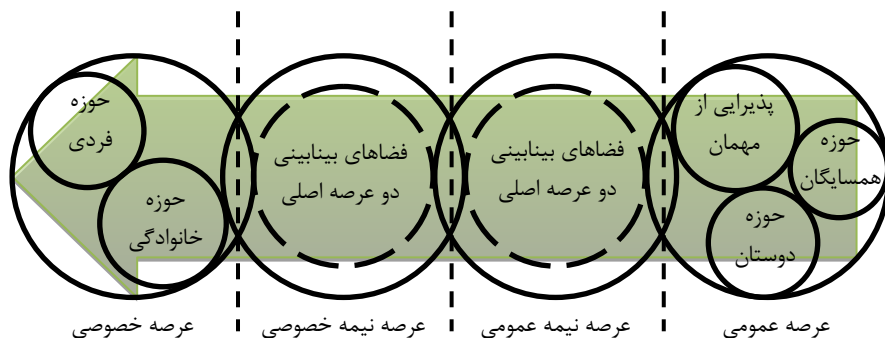 پذیرایی از
مهمان
حوزه
همسایگان
حوزه
دوستان
فضاهای بینابینی
دو عرصه اصلی
فضاهای بینابینی
دو عرصه اصلی
حوزه
فردی
حوزه
خانوادگی
عرصه عمومی
عرصه نیمه عمومی
عرصه نیمه خصوصی
عرصه خصوصی